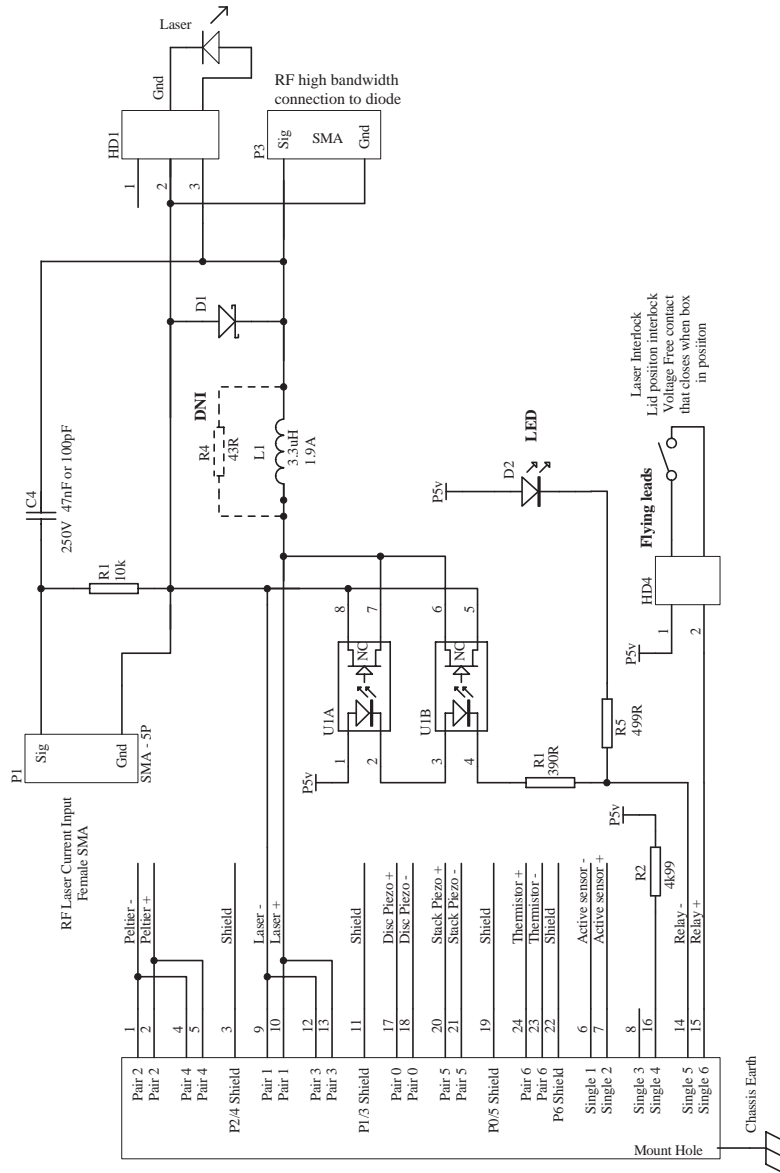 Laser
Gnd
HD1
1
2
3
RF high bandwidth
connection to diode
P3
Sig
SMA
Gnd
C4
250V 47nF or 100pF
R1
10k
D1
DNI
R4
43R
L1
3.3uH
1.9A
P1
Sig
Gnd
SMA - 5P
RF Laser Current Input
Female SMA
P5v
U1A
NC
1
2
8
7
U1B
NC
3
4
6
5
R1
390R
P5v
D2
LED
R5
499R
Laser Interlock
Lid posiiton interlock
Voltage Free contact
that closes when box
in posiiton
Flying leads
HD4
1
2
P5v
P5v
R2
4k99
Pair 2 1 Peltier -
Pair 2 2 Peltier +
Pair 4 4
Pair 4 5
P2/4 Shield 3 Shield
Pair 1 9 Laser -
Pair 1 10 Laser +
Pair 3 12
Pair 3 13
P1/3 Shield 11 Shield
Pair 0 17 Disc Piezo +
Pair 0 18 Disc Piezo -
Pair 5 20 Stack Piezo +
Pair 5 21 Stack Piezo -
P0/5 Shield 19 Shield
Pair 6 24 Thermistor +
Pair 6 23 Thermistor -
P6 Shield 22 Shield
Single 1 6 Active sensor -
Single 2 7 Active sensor +
Single 3 8
Single 4 16
Single 5 14 Relay -
Single 6 15 Relay+
Mount Hole
Chassis Earth